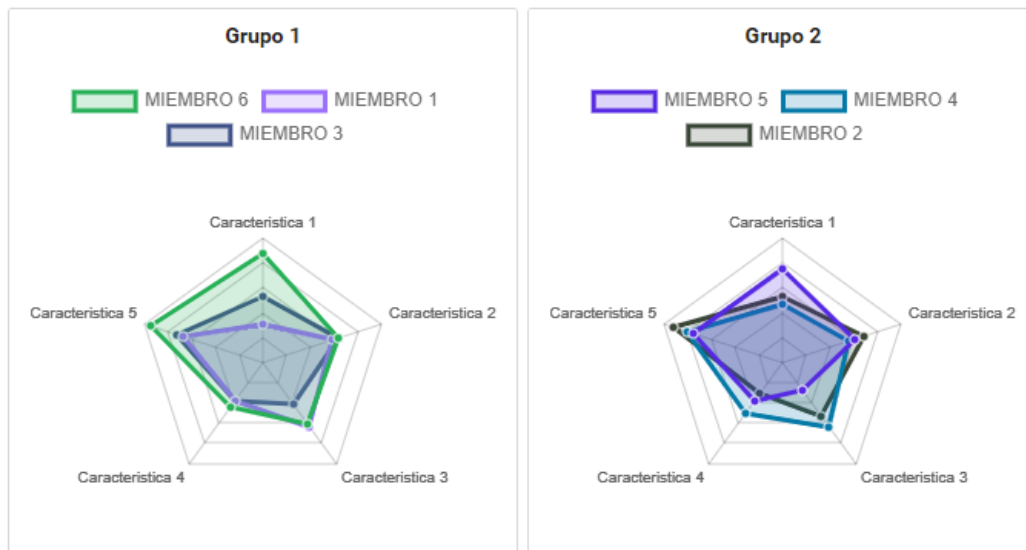 Grupo 1
MIEMBRO 6 MIEMBRO 1
MIEMBRO 3
Caracteristica 1
Caracteristica 5
Caracteristica 2
Caracteristica 4
Caracteristica 3
Grupo 2
MIEMBRO 5 MIEMBRO 4
MIEMBRO 2
Caracteristica 1
Caracteristica 5
Caracteristica 2
Caracteristica 4
Caracteristica 3